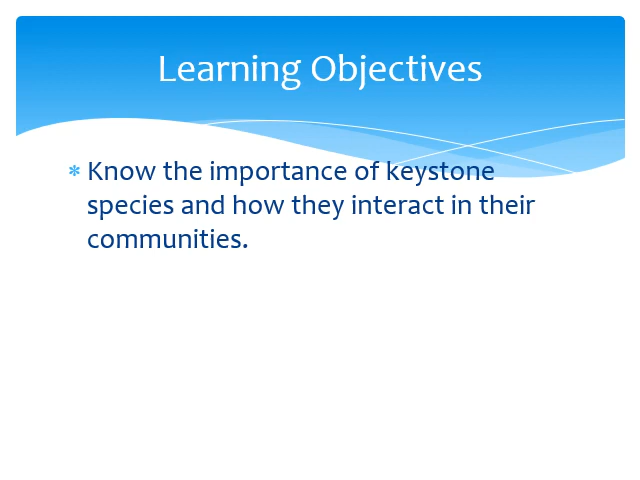 Learning Objectives
Know the importance of keystone
species and how they interact in their
communities.